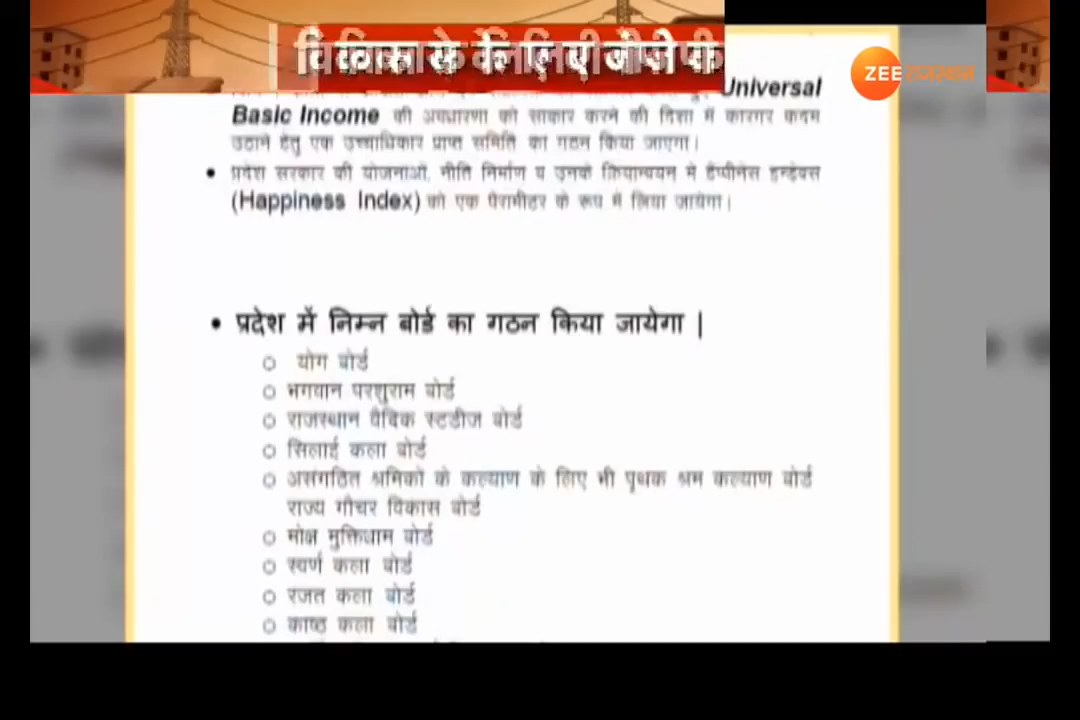 ZEE राजस्थान
Universal
Basic Income की अवधारणा को साकार करने की दिशा में कारगर कदम
उठाने हेतु एक उच्चाधिकार प्राप्त समिति का गठन किया जाएगा।
• प्रदेश सरकार की योजनाओं, नीति निर्माण व उनके क्रियान्वयन में हैप्पीनेस इन्डेक्स
(Happiness Index) को एक पैरामीटर के रूप में लिया जायेगा।
• प्रदेश में निम्न बोर्ड का गठन किया जायेगा |
○ योग बोर्ड
○ भगवान परशुराम बोर्ड
○ राजस्थान वैदिक स्टडीज बोर्ड
○ सिलाई कला बोर्ड
○ असंगठित श्रमिकों के कल्याण के लिए भी पृथक श्रम कल्याण बोर्ड
राज्य गौचर विकास बोर्ड
○ मोक्ष मुक्तिधाम बोर्ड
○ स्वर्ण कला बोर्ड
○ रजत कला बोर्ड
○ काष्ठ कला बोर्ड